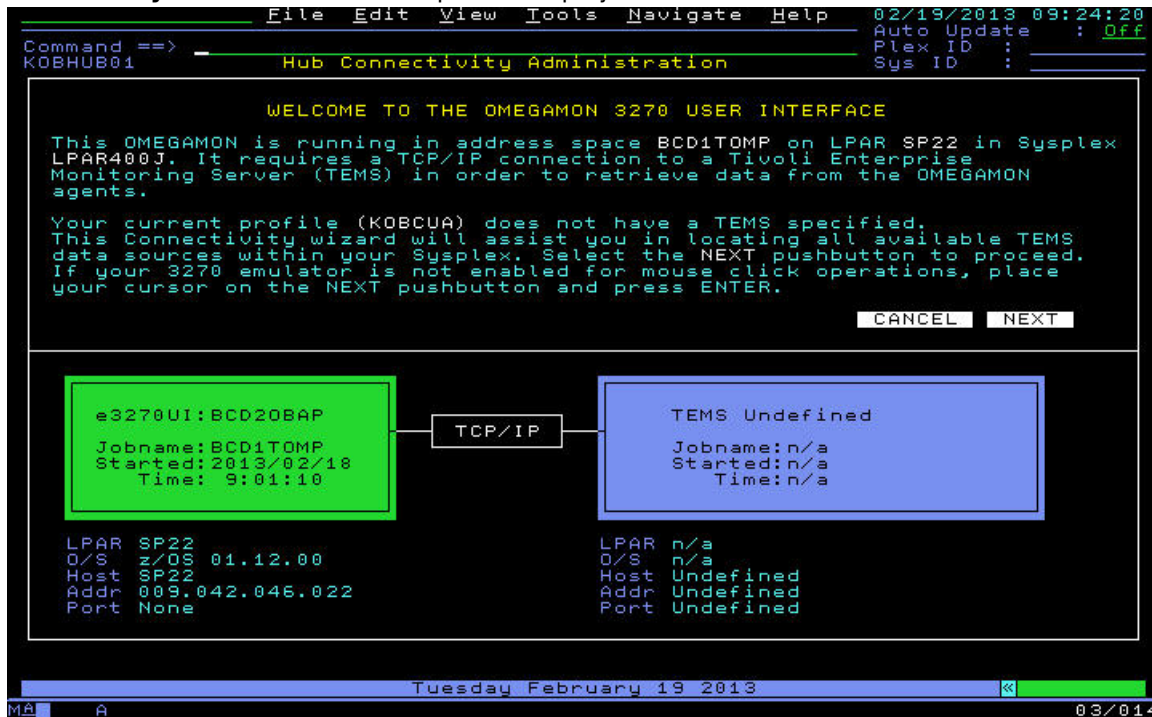 File Edit View Tools Navigate Help 02/19/2013 09:24:20
Auto Update : Off
Command ==> _ Plex ID :
KOBHUB01 Hub Connectivity Administration Sys ID :
WELCOME TO THE OMEGAMON 3270 USER INTERFACE
This OMEGAMON is running in address space BCD1TOMP on LPAR SP22 in Sysplex
LPAR400J. It requires a TCP/IP connection to a Tivoli Enterprise
Monitoring Server (TEMS) in order to retrieve data from the OMEGAMON
agents.
Your current profile (KOBCUA) does not have a TEMS specified.
This Connectivity wizard will assist you in locating all available TEMS
data sources within your Sysplex. Select the NEXT pushbutton to proceed.
If your 3270 emulator is not enabled for mouse click operations, place
your cursor on the NEXT pushbutton and press ENTER.
CANCEL NEXT
e3270UI:BCD2OBAP
Jobname:BCD1TOMP
Started:2013/02/18
Time: 9:01:10
TCP/IP
TEMS Undefined
Jobname:n/a
Started:n/a
Time:n/a
LPAR SP22
O/S z/OS 01.12.00
Host SP22
Addr 009.042.046.022
Port None
LPAR n/a
O/S n/a
Host Undefined
Addr Undefined
Port Undefined
Tuesday February 19 2013 «
MA A 03/014